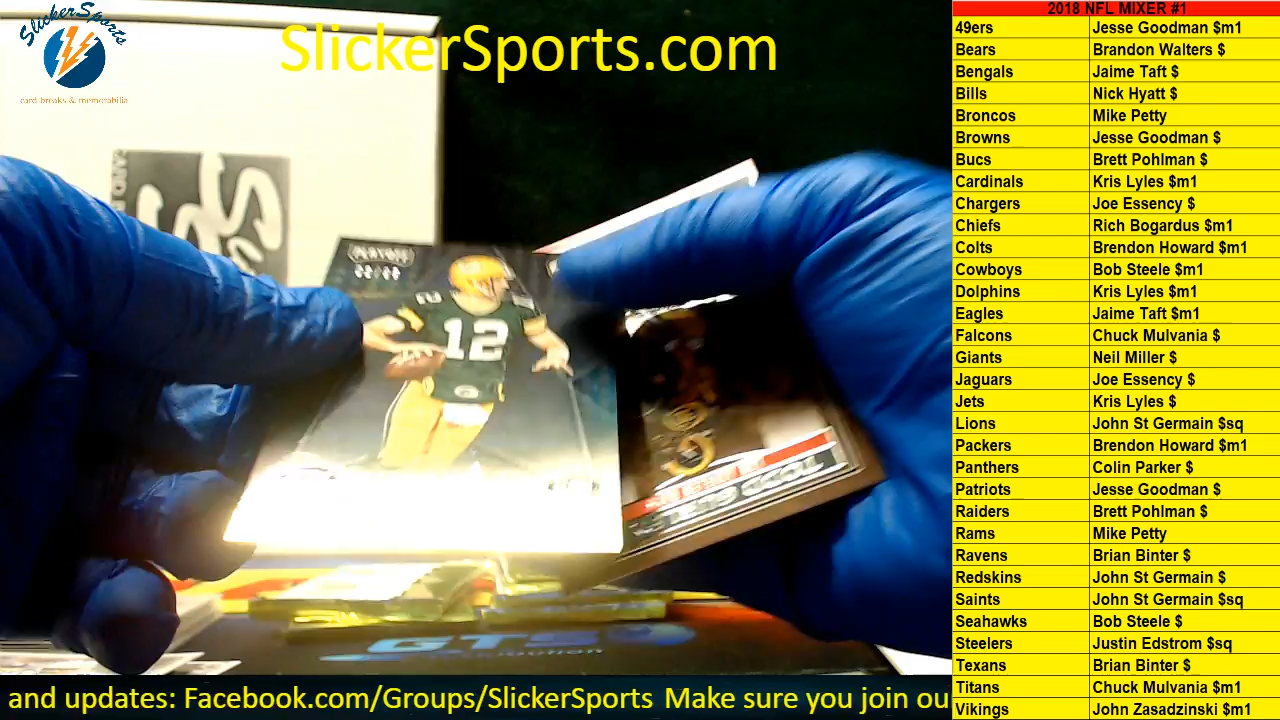 SlickerSports
card breaks & memorabilia
SlickerSports.com
PLAYOFF
12
GTS
2018 NFL MIXER #1
49ers Jesse Goodman $m1
Bears Brandon Walters $
Bengals Jaime Taft $
Bills Nick Hyatt $
Broncos Mike Petty
Browns Jesse Goodman $
Bucs Brett Pohlman $
Cardinals Kris Lyles $m1
Chargers Joe Essency $
Chiefs Rich Bogardus $m1
Colts Brendon Howard $m1
Cowboys Bob Steele $m1
Dolphins Kris Lyles $m1
Eagles Jaime Taft $m1
Falcons Chuck Mulvania $
Giants Neil Miller $
Jaguars Joe Essency $
Jets Kris Lyles $
Lions John St Germain $sq
Packers Brendon Howard $m1
Panthers Colin Parker $
Patriots Jesse Goodman $
Raiders Brett Pohlman $
Rams Mike Petty
Ravens Brian Binter $
Redskins John St Germain $
Saints John St Germain $sq
Seahawks Bob Steele $
Steelers Justin Edstrom $sq
Texans Brian Binter $
Titans Chuck Mulvania $m1
Vikings John Zasadzinski $m1
and updates: Facebook.com/Groups/SlickerSports Make sure you join ou